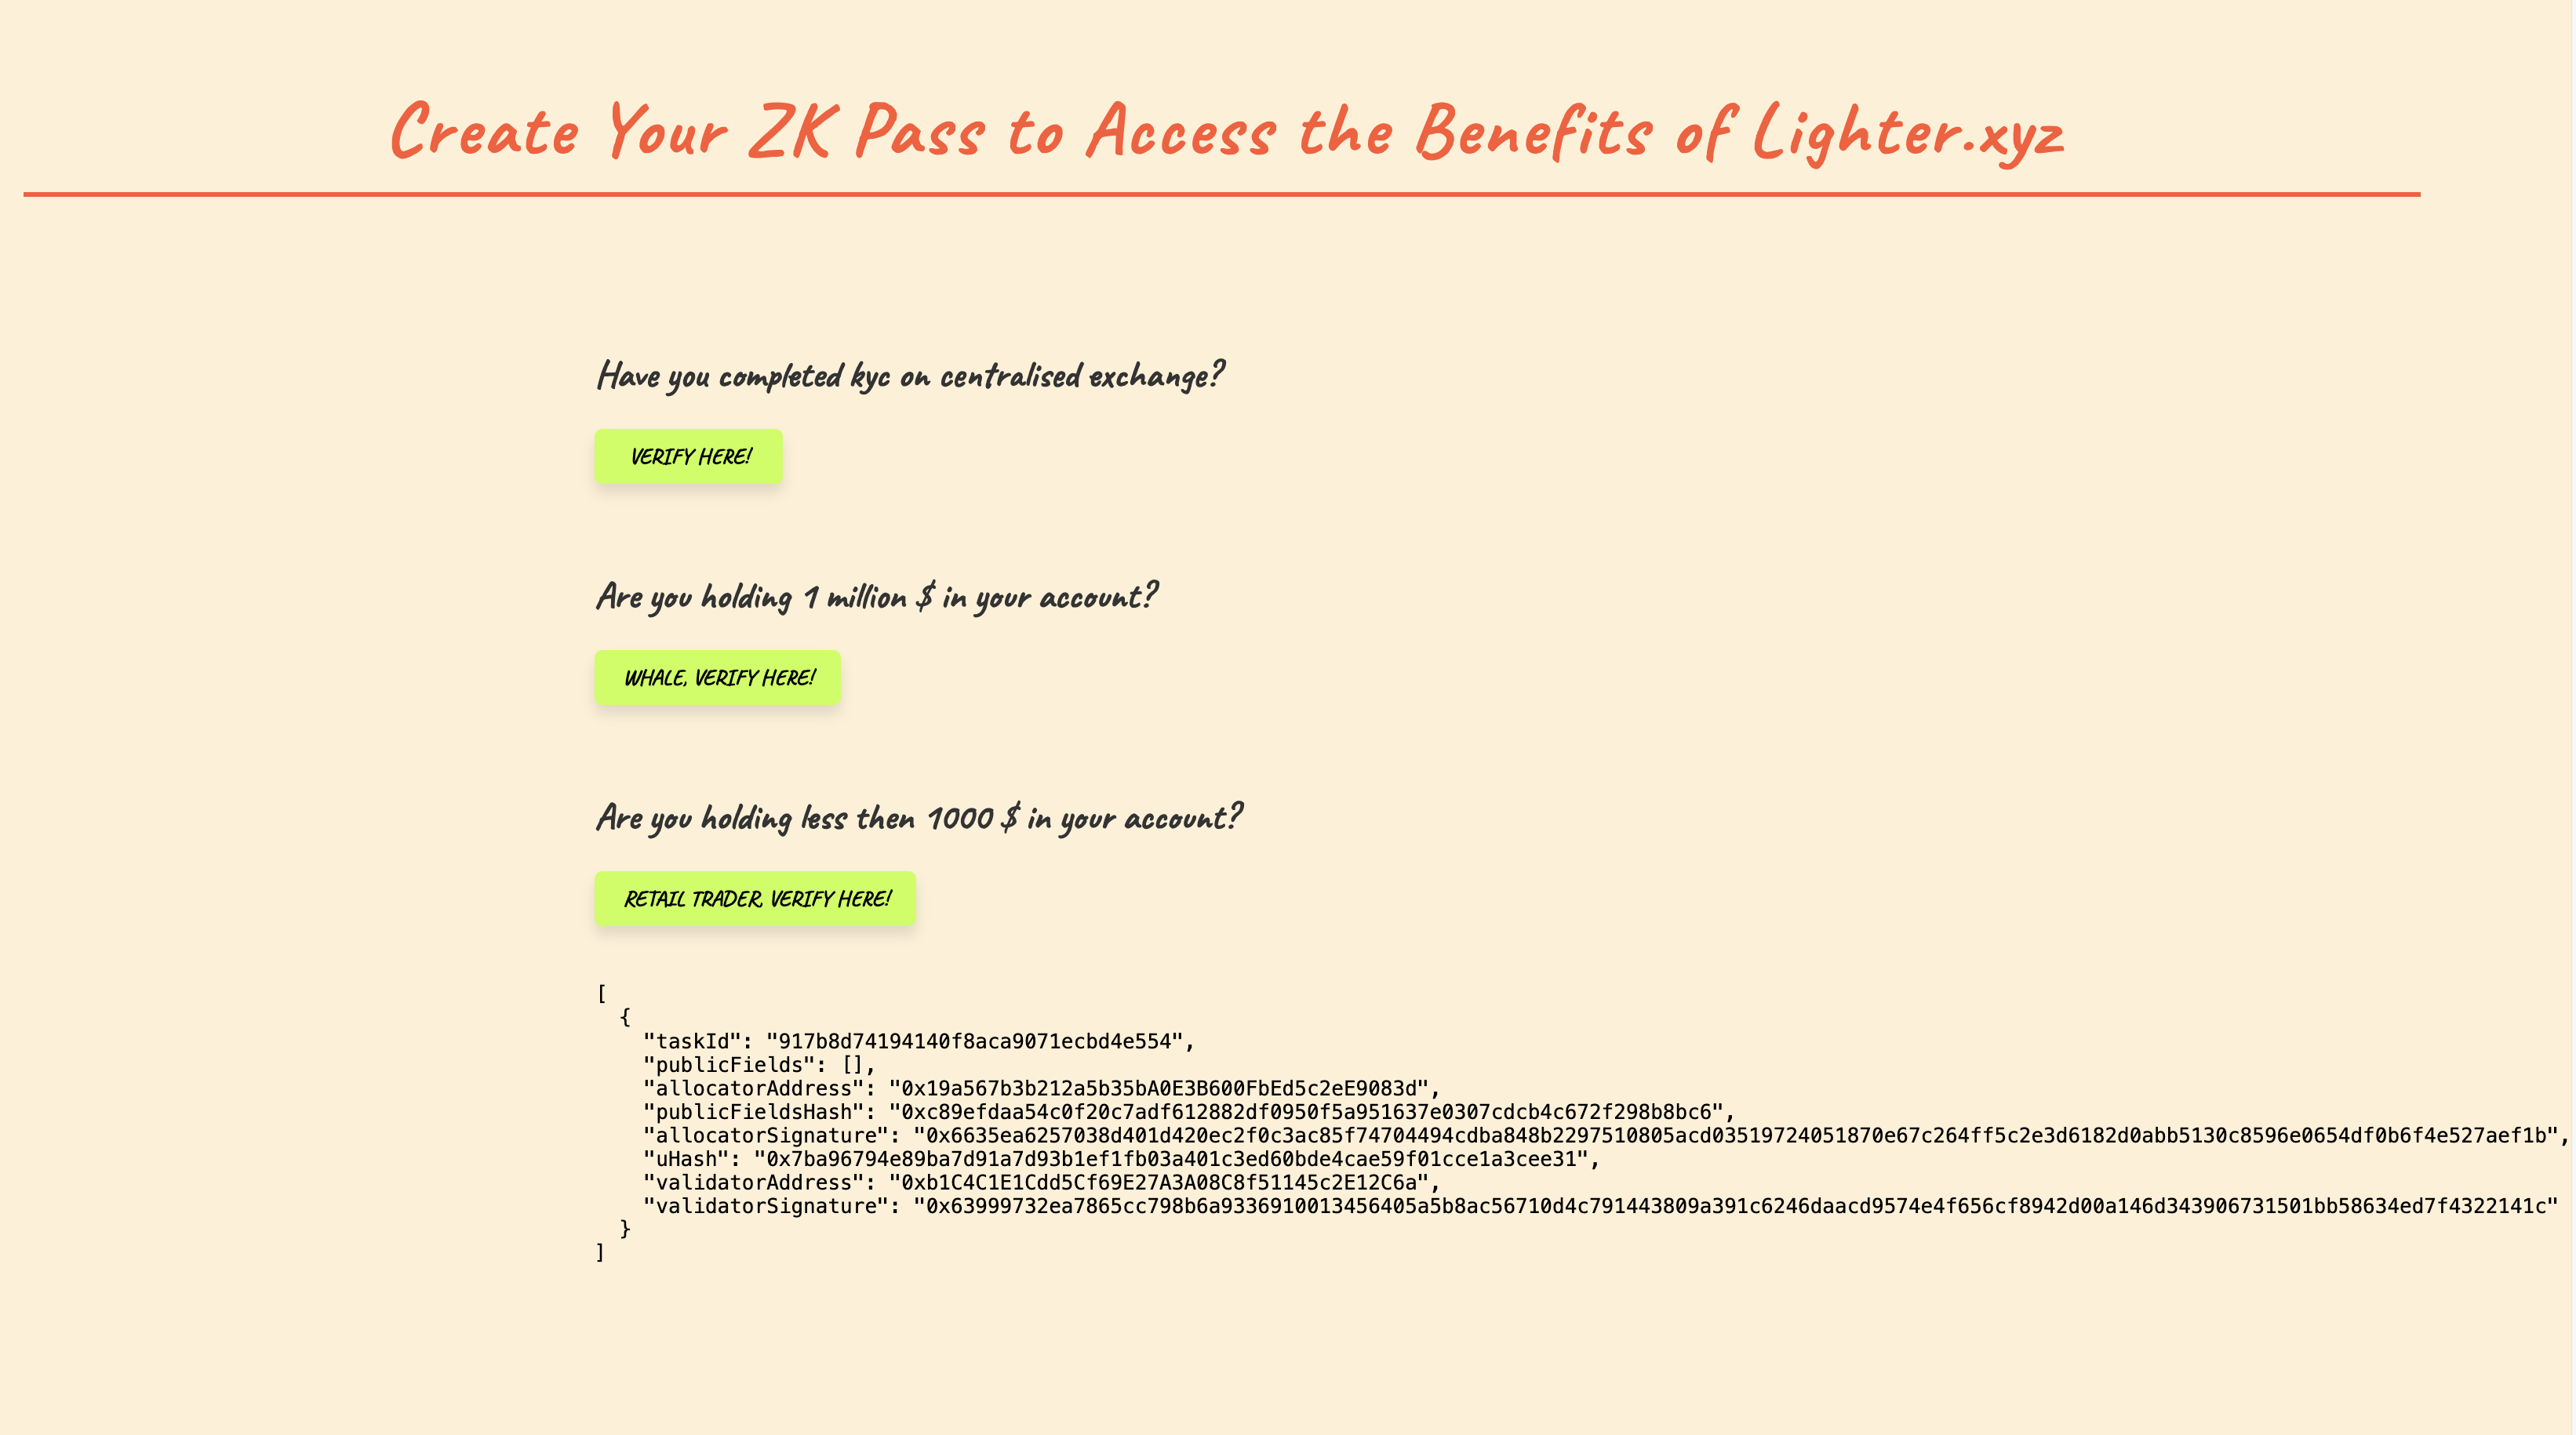 Create Your ZK Pass to Access the Benefits of Lighter.xyz
Have you completed kyc on centralised exchange?
VERIFY HERE!
Are you holding 1 million $ in your account?
WHALE, VERIFY HERE!
Are you holding less then 1000 $ in your account?
RETAIL TRADER, VERIFY HERE!
[
  {
    "taskId": "917b8d74194140f8aca9071ecbd4e554",
    "publicFields": [],
    "allocatorAddress": "0x19a567b3b212a5b35bA0E3B600FbEd5c2eE9083d",
    "publicFieldsHash": "0xc89efdaa54c0f20c7adf612882df0950f5a951637e0307cdcb4c672f298b8bc6",
    "allocatorSignature": "0x6635ea6257038d401d420ec2f0c3ac85f74704494cdba848b2297510805acd03519724051870e67c264ff5c2e3d6182d0abb5130c8596e0654df0b6f4e527aef1b",
    "uHash": "0x7ba96794e89ba7d91a7d93b1ef1fb03a401c3ed60bde4cae59f01cce1a3cee31",
    "validatorAddress": "0xb1C4C1E1Cdd5Cf69E27A3A08C8f51145c2E12C6a",
    "validatorSignature": "0x63999732ea7865cc798b6a9336910013456405a5b8ac56710d4c791443809a391c6246daacd9574e4f656cf8942d00a146d343906731501bb58634ed7f4322141c"
  }
]